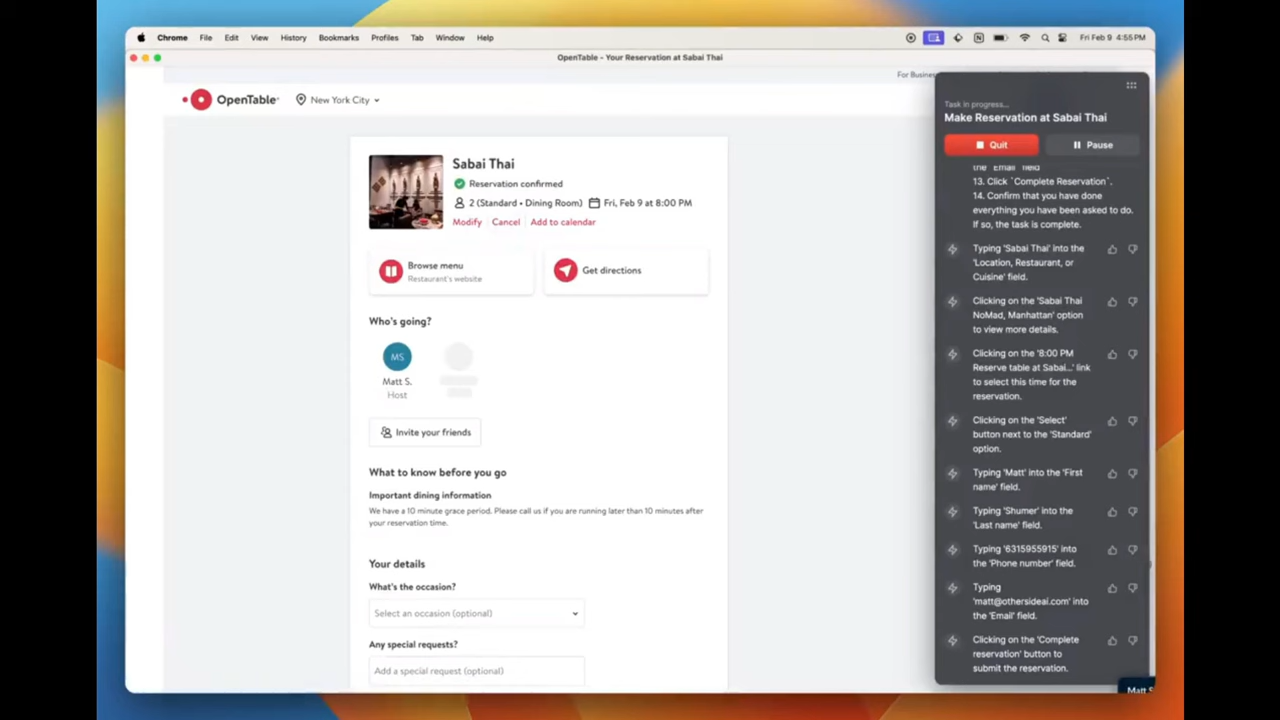 Chrome File Edit View History Bookmarks Profiles Tab Window Help Fri Feb 9 4:55PM
OpenTable - Your Reservation at Sabai Thai
For Busines
OpenTable New York City
Sabai Thai
Reservation confirmed
2 (Standard • Dining Room) Fri, Feb 9 at 8:00 PM
Modify Cancel Add to calendar
Browse menu
Restaurant's website
Get directions
Who's going?
MS
Matt S.
Host
Invite your friends
What to know before you go
Important dining information
We have a 10 minute grace period. Please call us if you are running later than 10 minutes after
your reservation time.
Your details
What's the occasion?
Select an occasion (optional)
Any special requests?
Add a special request (optional)
Task in progress...
Make Reservation at Sabai Thai
Quit Pause
the `Email` field
13. Click `Complete Reservation`.
14. Confirm that you have done
everything you have been asked to do.
If so, the task is complete.
Typing 'Sabai Thai' into the
'Location, Restaurant, or
Cuisine' field.
Clicking on the 'Sabai Thai
NoMad, Manhattan' option
to view more details.
Clicking on the '8:00 PM
Reserve table at Sabai...' link
to select this time for the
reservation.
Clicking on the 'Select'
button next to the 'Standard'
option.
Typing 'Matt' into the 'First
name' field.
Typing 'Shumer' into the
'Last name' field.
Typing '6315955915' into
the 'Phone number' field.
Typing
'matt@othersideai.com' into
the 'Email' field.
Clicking on the 'Complete
reservation' button to
submit the reservation.
Matt S